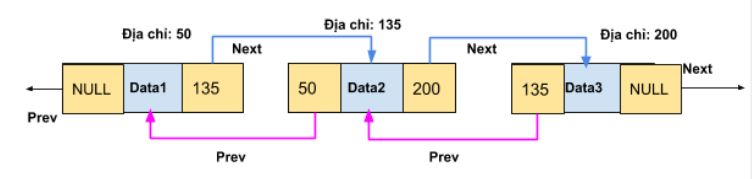 Địa chỉ: 50
Địa chỉ: 135
Địa chỉ: 200
Next
Next
Next
NULL Data1 135
50 Data2 200
135 Data3 NULL
Prev
Prev
Prev